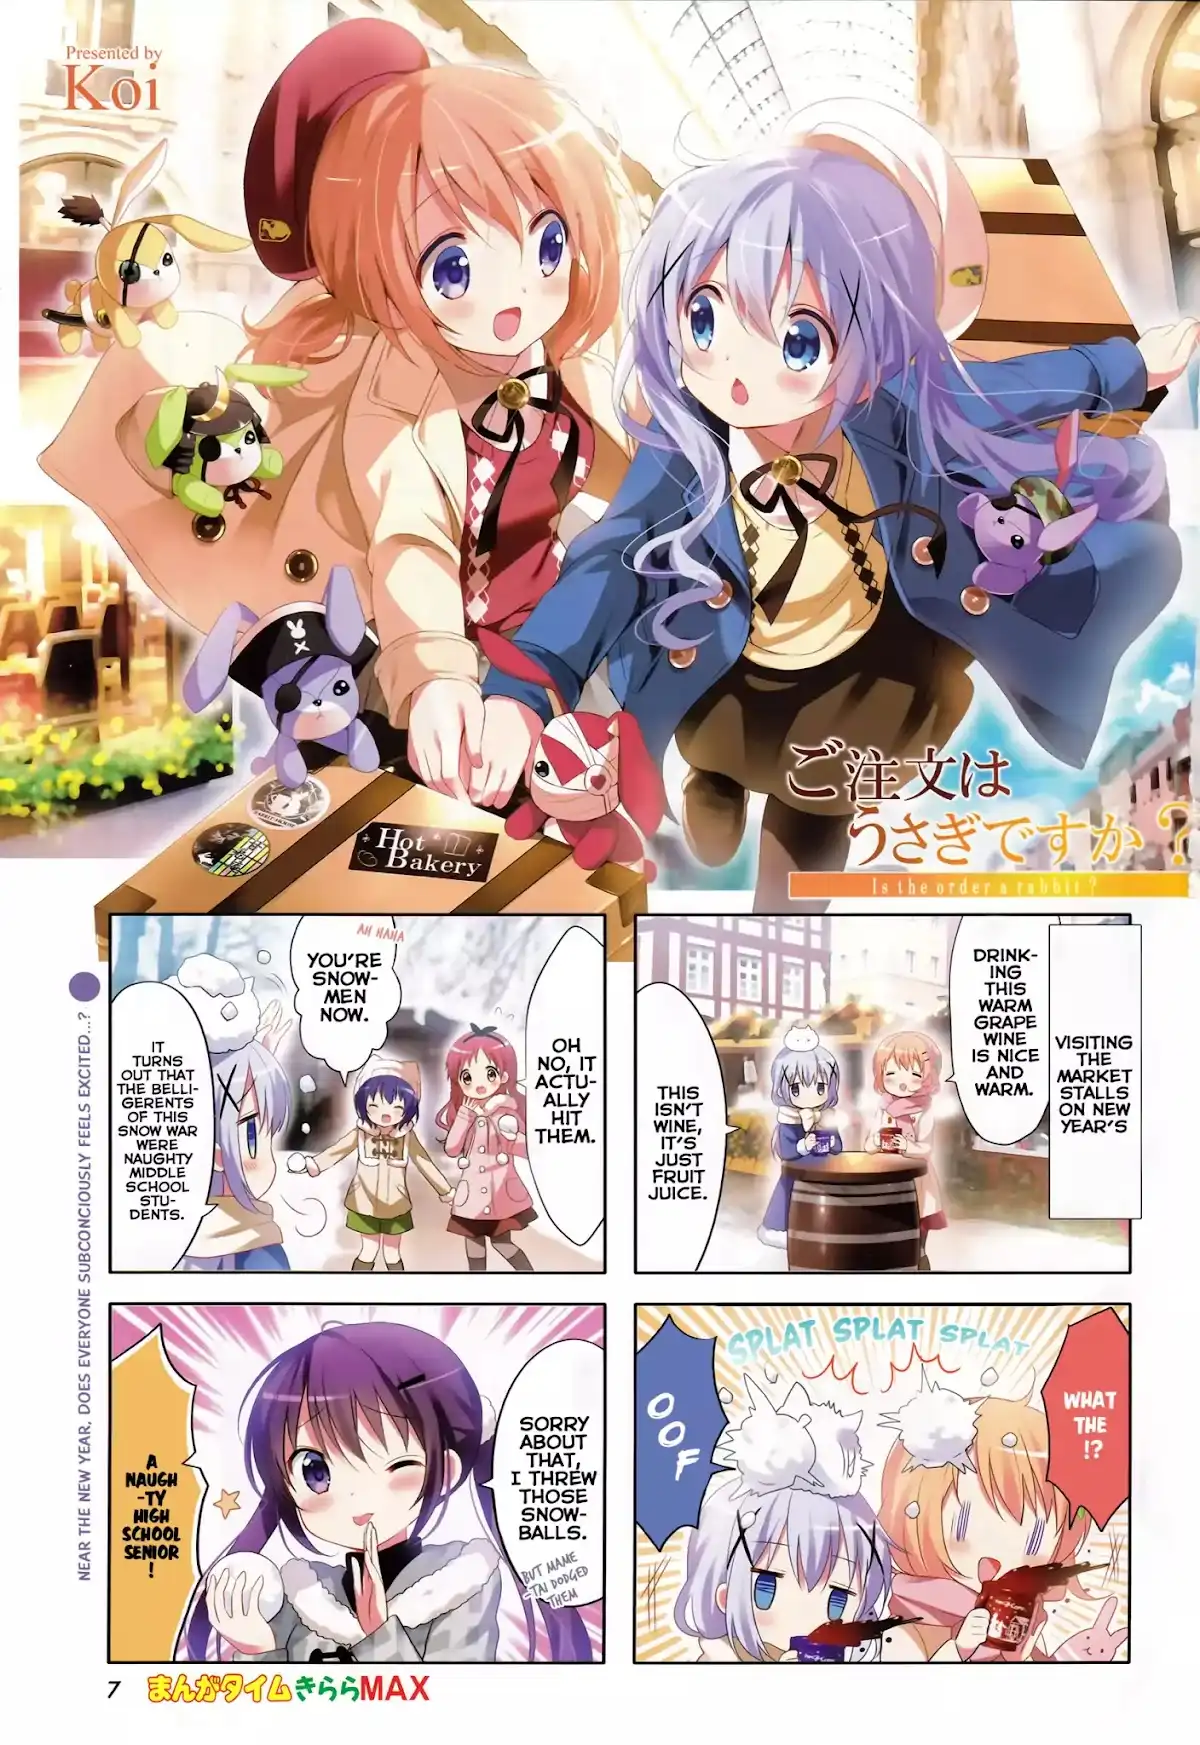 Presented by
Koi
Hot
Bakery
RABBIT HOUSE
ご注文は
うさぎですか?
Is the order a rabbit?
VISITING
THE
MARKET
STALLS
ON NEW
YEAR'S
DRINK-
ING
THIS
WARM
GRAPE
WINE
IS NICE
AND
WARM.
THIS
ISN'T
WINE,
IT'S
JUST
FRUIT
JUICE.
SPLAT SPLAT SPLAT
WHAT
THE
!?
OOF
OH
NO, IT
ACTU-
ALLY
HIT
THEM.
AH HAHA
YOU'RE
SNOW-
MEN
NOW.
IT
TURNS
OUT THAT
THE BELLI-
GERENTS
OF THIS
SNOW WAR
WERE
NAUGHTY
MIDDLE
SCHOOL
STU-
DENTS.
SORRY
ABOUT
THAT,
I THREW
THOSE
SNOW-
BALLS.
BUT MAME
-TAI DODGED
THEM
A
NAUGH
-TY
HIGH
SCHOOL
SENIOR
!
NEAR THE NEW YEAR, DOES EVERYONE SUBCONCIOUSLY FEELS EXCITED...?
7
まんがタイムきららMAX